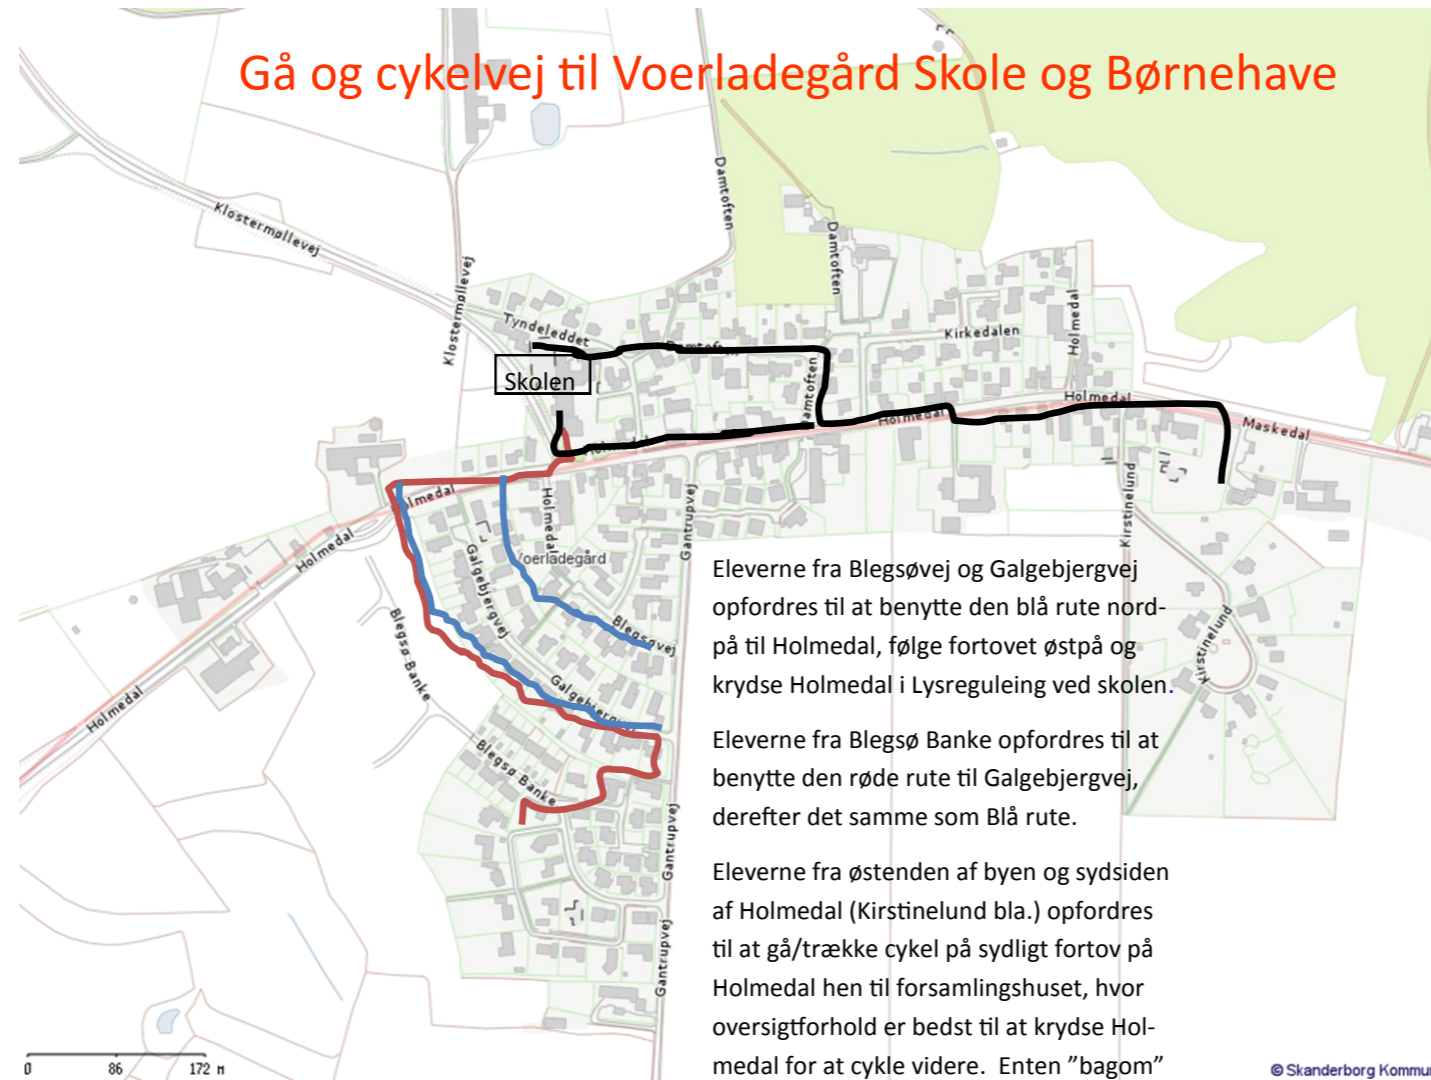 Gå og cykelvej til Voerladegård Skole og Børnehave
Damtoften
Klostermøllevej
Damtoften
Klostermøllevej
Tyndeleddet
Damtoften
Kirkedalen
Holmedal
Skolen
Damtoften
Holmedal
Holmedal
Maskedal
Holmedal
Holmedal
Holmedal
Holmedal
Gantrupvej
Kirstinelund
Galgebjergvej
Voerladegård
Blegsøvej
Kirstinelund
Blegsø Banke
Holmedal
Galgebjergvej
Blegsø Banke
Gantrupvej
Gantrupvej
Eleverne fra Blegsøvej og Galgebjergvej
opfordres til at benytte den blå rute nord-
på til Holmedal, følge fortovet østpå og
krydse Holmedal i Lysreguleing ved skolen.
Eleverne fra Blegsø Banke opfordres til at
benytte den røde rute til Galgebjergvej,
derefter det samme som Blå rute.
Eleverne fra østenden af byen og sydsiden
af Holmedal (Kirstinelund bla.) opfordres
til at gå/trække cykel på sydligt fortov på
Holmedal hen til forsamlingshuset, hvor
oversigtforhold er bedst til at krydse Hol-
medal for at cykle videre. Enten ”bagom”
0 86 172 m
© Skanderborg Kommun